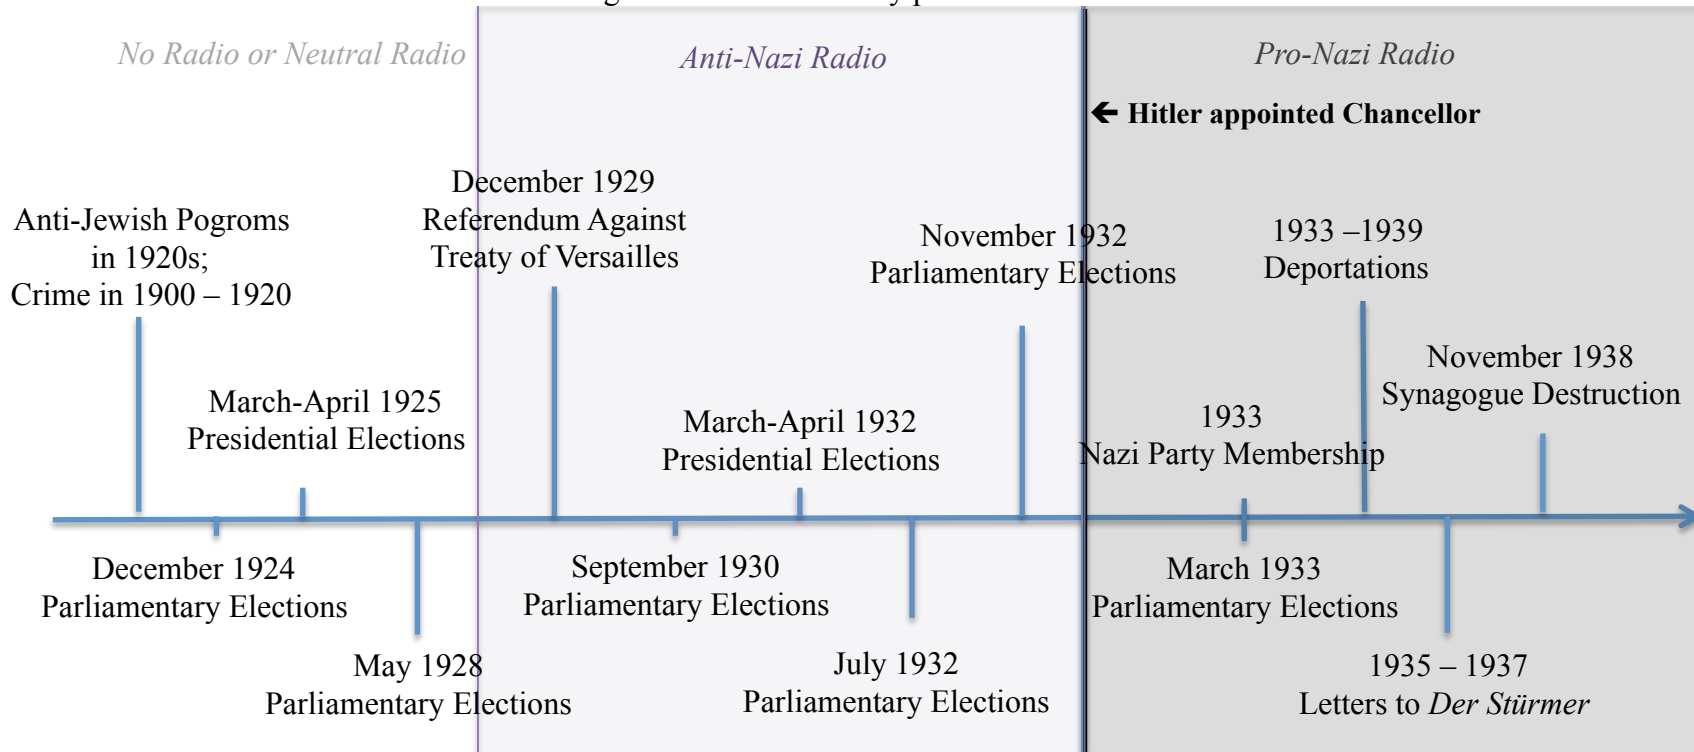 No Radio or Neutral Radio
Anti-Nazi Radio
Pro-Nazi Radio
← Hitler appointed Chancellor
Anti-Jewish Pogroms
in 1920s;
Crime in 1900 – 1920
December 1924
Parliamentary Elections
March-April 1925
Presidential Elections
May 1928
Parliamentary Elections
December 1929
Referendum Against
Treaty of Versailles
September 1930
Parliamentary Elections
March-April 1932
Presidential Elections
July 1932
Parliamentary Elections
November 1932
Parliamentary Elections
1933
Nazi Party Membership
March 1933
Parliamentary Elections
1933 –1939
Deportations
1935 – 1937
Letters to Der Stürmer
November 1938
Synagogue Destruction